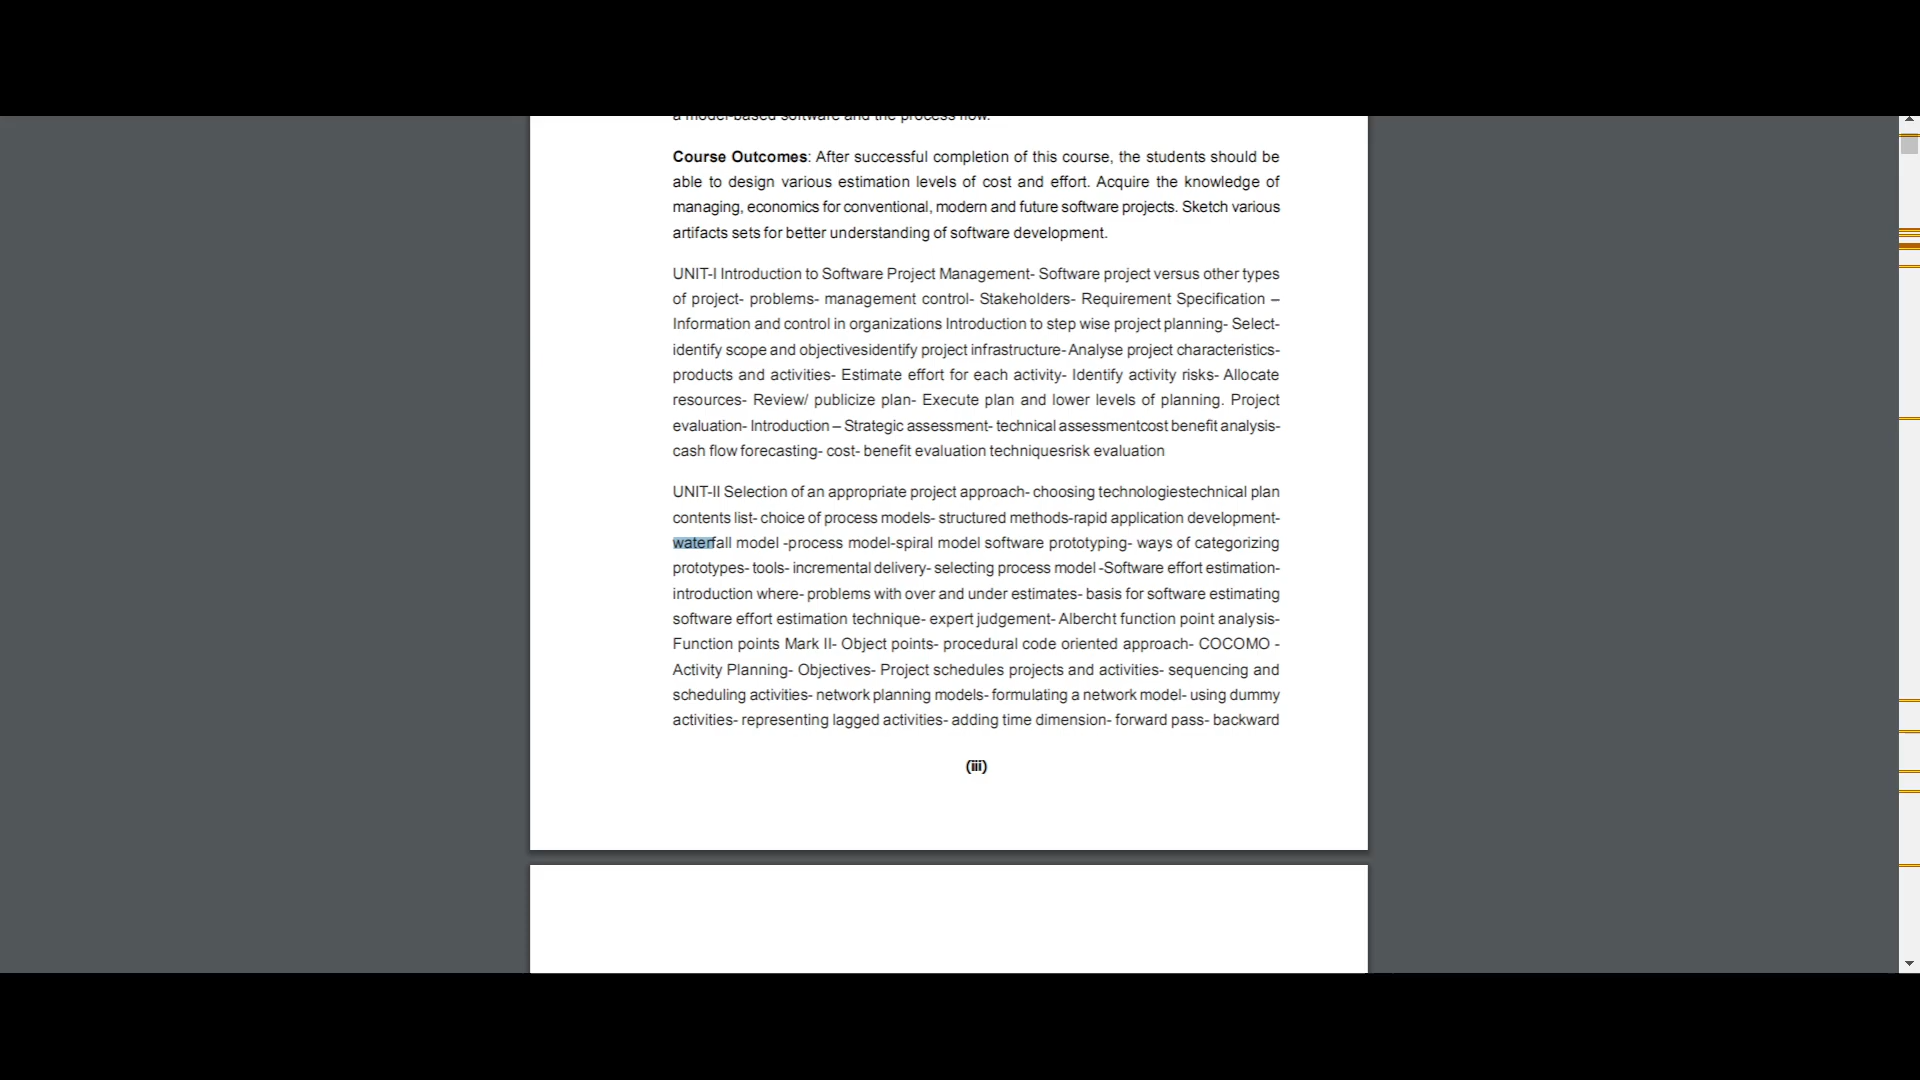 a model-based software and the process flow.
Course Outcomes: After successful completion of this course, the students should be
able to design various estimation levels of cost and effort. Acquire the knowledge of
managing, economics for conventional, modern and future software projects. Sketch various
artifacts sets for better understanding of software development.
UNIT-I Introduction to Software Project Management- Software project versus other types
of project- problems- management control- Stakeholders- Requirement Specification –
Information and control in organizations Introduction to step wise project planning- Select-
identify scope and objectivesidentify project infrastructure- Analyse project characteristics-
products and activities- Estimate effort for each activity- Identify activity risks- Allocate
resources- Review/ publicize plan- Execute plan and lower levels of planning. Project
evaluation- Introduction – Strategic assessment- technical assessmentcost benefit analysis-
cash flow forecasting- cost- benefit evaluation techniquesrisk evaluation
UNIT-II Selection of an appropriate project approach- choosing technologiestechnical plan
contents list- choice of process models- structured methods-rapid application development-
waterfall model -process model-spiral model software prototyping- ways of categorizing
prototypes- tools- incremental delivery- selecting process model -Software effort estimation-
introduction where- problems with over and under estimates- basis for software estimating
software effort estimation technique- expert judgement- Albercht function point analysis-
Function points Mark II- Object points- procedural code oriented approach- COCOMO -
Activity Planning- Objectives- Project schedules projects and activities- sequencing and
scheduling activities- network planning models- formulating a network model- using dummy
activities- representing lagged activities- adding time dimension- forward pass- backward
(iii)